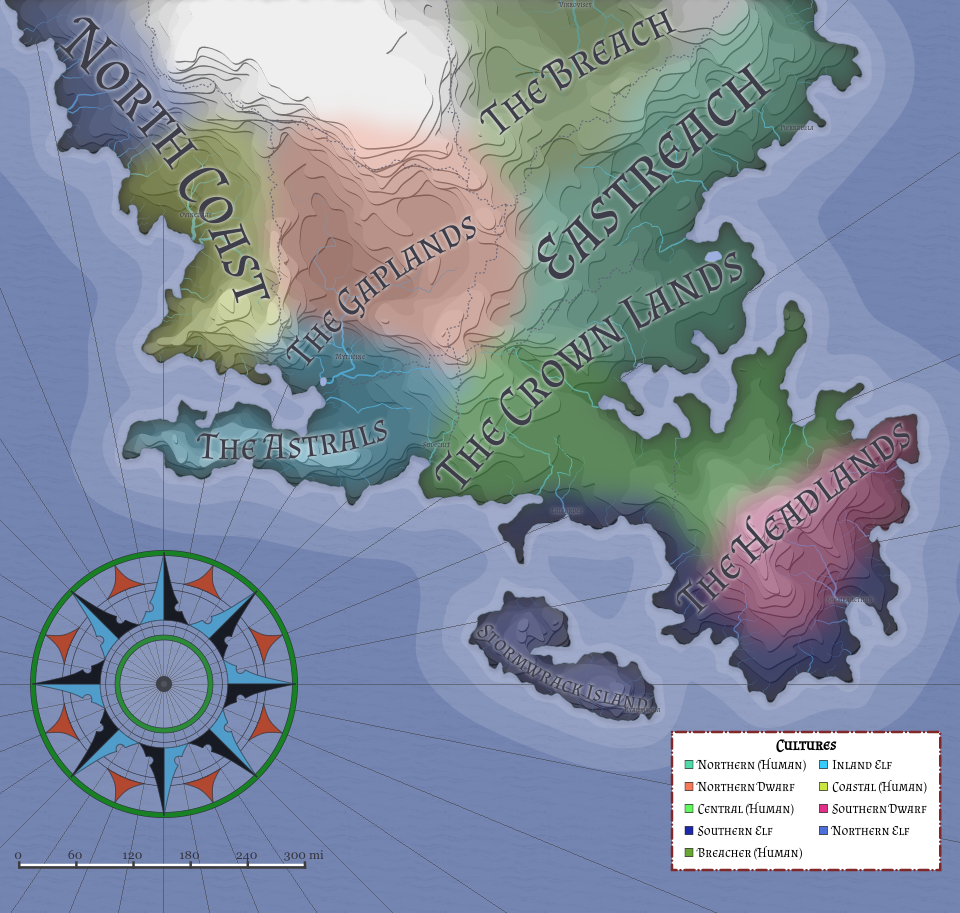 North Coast
The Breach
Eastreach
The Gaplands
The Crown Lands
The Astrals
The Headlands
Stormwrack Island
Cultures
Northern (Human)
Inland Elf
Northern Dwarf
Coastal (Human)
Central (Human)
Southern Dwarf
Southern Elf
Northern Elf
Breacher (Human)
0 60 120 180 240 300 mi